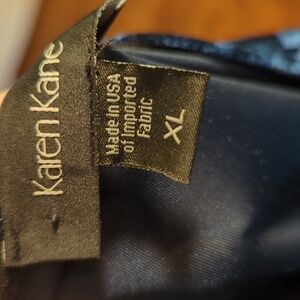 Karen Kane
Made in USA
of Imported
Fabric
XL